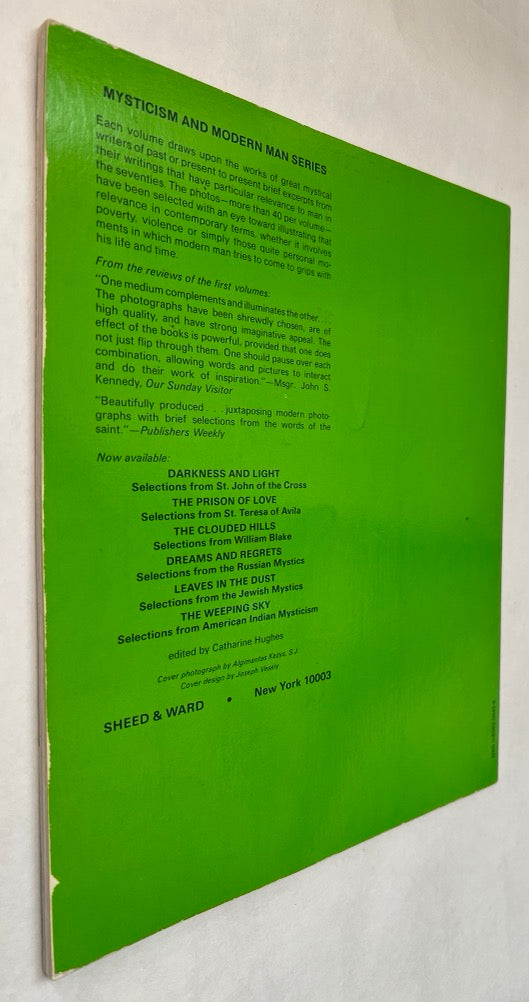 MYSTICISM AND MODERN MAN SERIES
Each volume draws upon the works of great mystical
writers of past or present to present brief excerpts from
their writings that have particular relevance to man in
the seventies. The photos—more than 40 per volume—
have been selected with an eye toward illustrating that
relevance in contemporary terms, whether it involves
poverty, violence or simply those quite personal mo-
ments in which modern man tries to come to grips with
his life and time.
From the reviews of the first volumes:
"One medium complements and illuminates the other. . .
The photographs have been shrewdly chosen, are of
high quality, and have strong imaginative appeal. The
effect of the books is powerful, provided that one does
not just flip through them. One should pause over each
combination, allowing words and pictures to interact
and do their work of inspiration."—Msgr. John S.
Kennedy, Our Sunday Visitor
"Beautifully produced . . . juxtaposing modern photo-
graphs with brief selections from the words of the
saint."—Publishers Weekly
Now available:
DARKNESS AND LIGHT
Selections from St. John of the Cross
THE PRISON OF LOVE
Selections from St. Teresa of Avila
THE CLOUDED HILLS
Selections from William Blake
DREAMS AND REGRETS
Selections from the Russian Mystics
LEAVES IN THE DUST
Selections from the Jewish Mystics
THE WEEPING SKY
Selections from American Indian Mysticism
edited by Catharine Hughes
Cover photograph by Algimantas Kezys, S.J.
Cover design by Joseph Vesely
SHEED & WARD • New York 10003